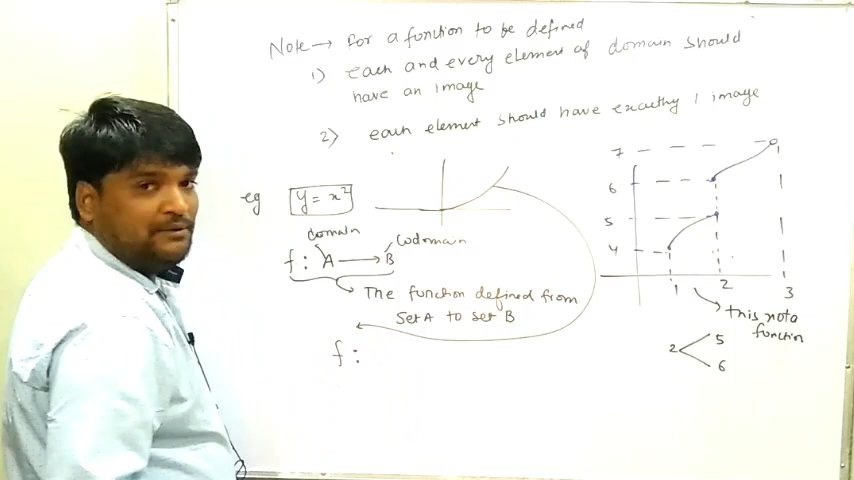 Note → for a function to be defined
1) each and every element of domain should
have an image
2) each element should have exactly 1 image
eg y = x²
domain Codomain
f : A → B
The function defined from
Set A to set B
f :
7
6
5
4
1 2 3
this not a
function
2 5
6